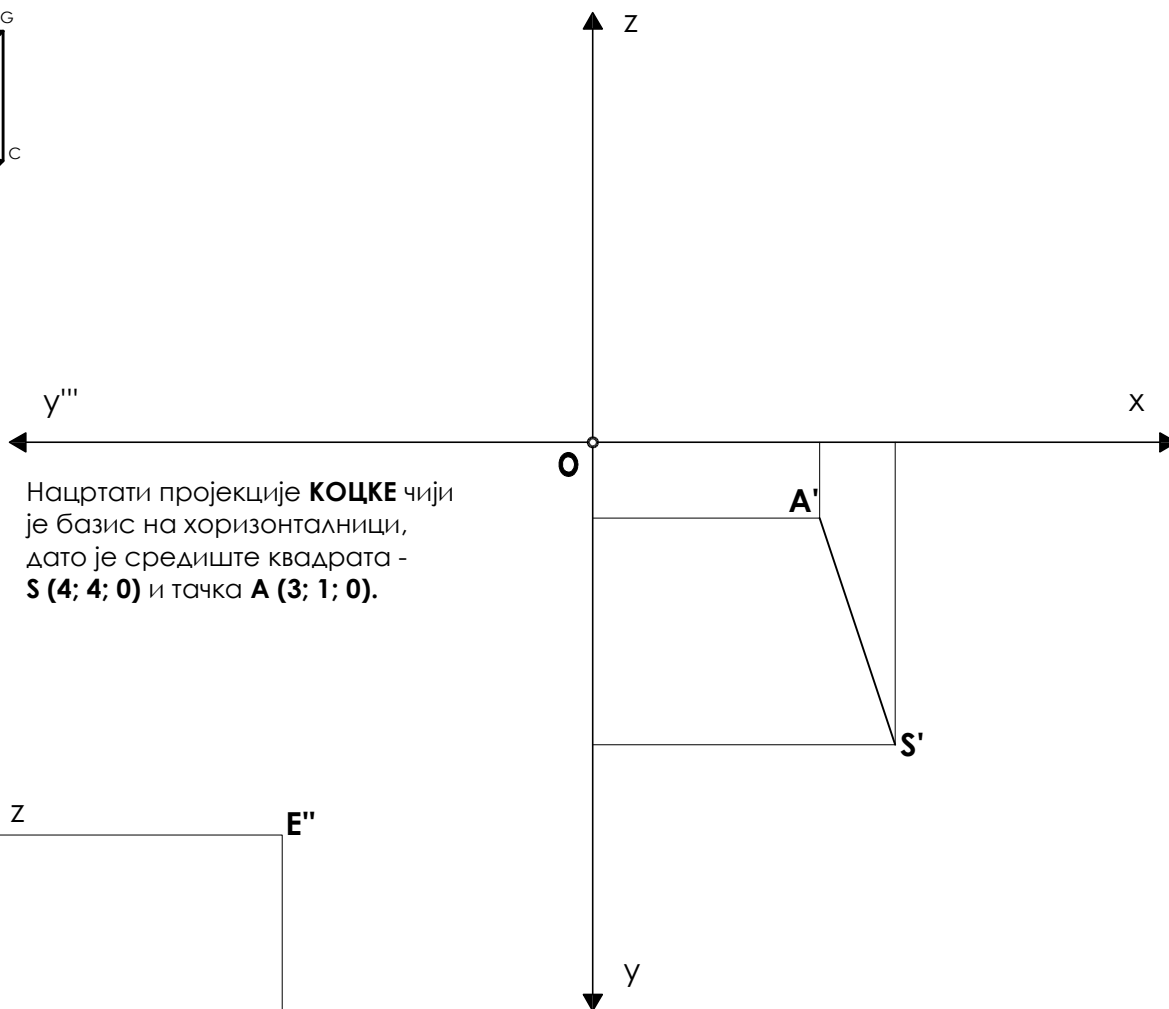 G
z
C
y'''
x
O
A'
Нацртати пројекције КОЦКЕ чији
је базис на хоризонталници,
дато је средиште квадрата -
S (4; 4; 0) и тачка A (3; 1; 0).
S'
z
E"
y